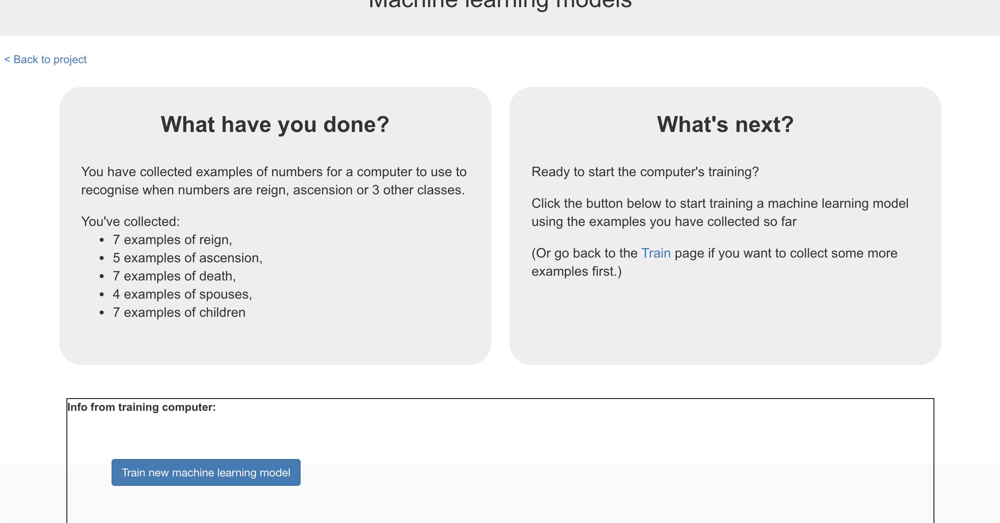 Machine learning models
< Back to project
What have you done?
You have collected examples of numbers for a computer to use to
recognise when numbers are reign, ascension or 3 other classes.
You've collected:
• 7 examples of reign,
• 5 examples of ascension,
• 7 examples of death,
• 4 examples of spouses,
• 7 examples of children
What's next?
Ready to start the computer's training?
Click the button below to start training a machine learning model
using the examples you have collected so far
(Or go back to the Train page if you want to collect some more
examples first.)
Info from training computer:
Train new machine learning model